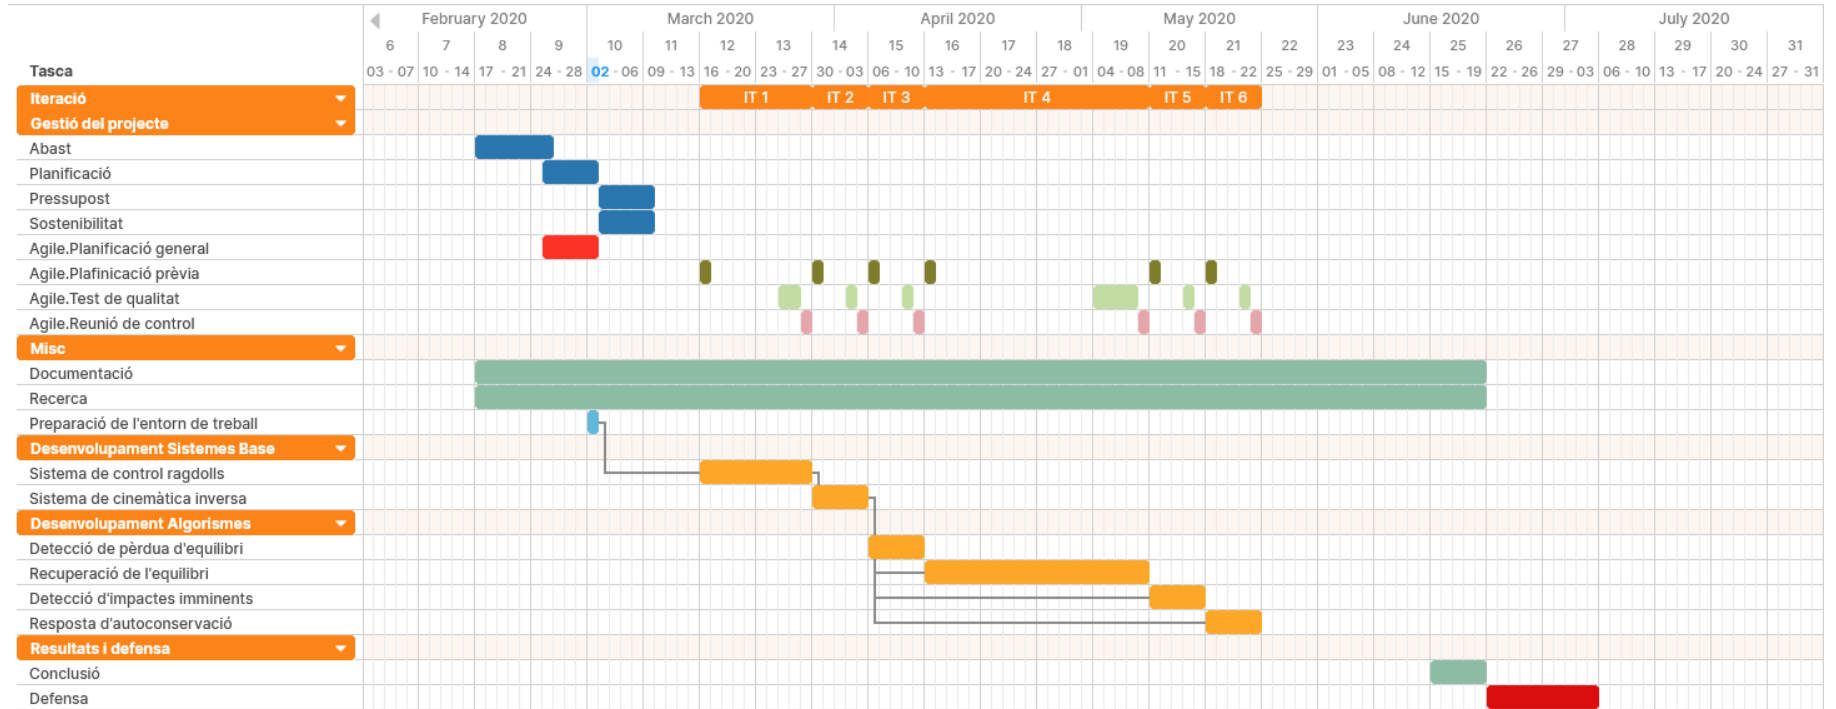 February 2020 March 2020 April 2020 May 2020 June 2020 July 2020
6 7 8 9 10 11 12 13 14 15 16 17 18 19 20 21 22 23 24 25 26 27 28 29 30 31
Tasca 03 - 07 10 - 14 17 - 21 24 - 28 02 - 06 09 - 13 16 - 20 23 - 27 30 - 03 06 - 10 13 - 17 20 - 24 27 - 01 04 - 08 11 - 15 18 - 22 25 - 29 01 - 05 08 - 12 15 - 19 22 - 26 29 - 03 06 - 10 13 - 17 20 - 24 27 - 31
Iteració IT 1 IT 2 IT 3 IT 4 IT 5 IT 6
Gestió del projecte
Abast
Planificació
Pressupost
Sostenibilitat
Agile.Planificació general
Agile.Plafinicació prèvia
Agile.Test de qualitat
Agile.Reunió de control
Misc
Documentació
Recerca
Preparació de l'entorn de treball
Desenvolupament Sistemes Base
Sistema de control ragdolls
Sistema de cinemàtica inversa
Desenvolupament Algorismes
Detecció de pèrdua d'equilibri
Recuperació de l'equilibri
Detecció d'impactes imminents
Resposta d'autoconservació
Resultats i defensa
Conclusió
Defensa